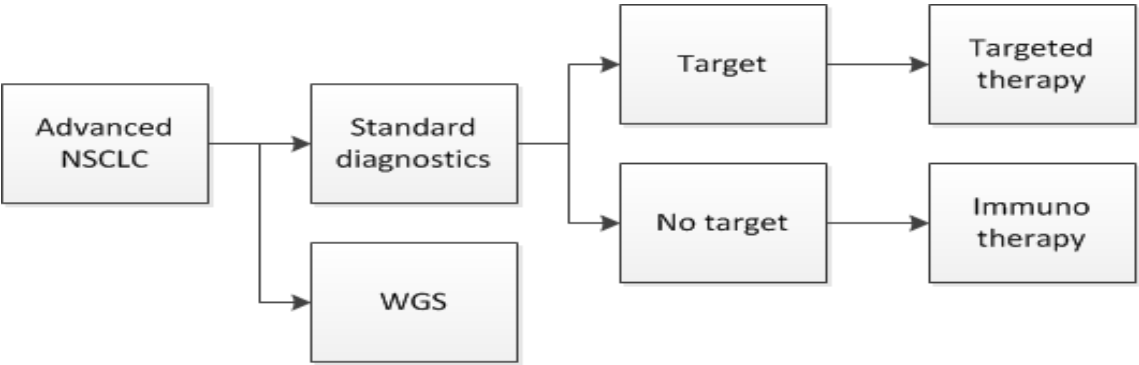 Advanced
NSCLC
Standard
diagnostics
WGS
Target
No target
Targeted
therapy
Immuno
therapy